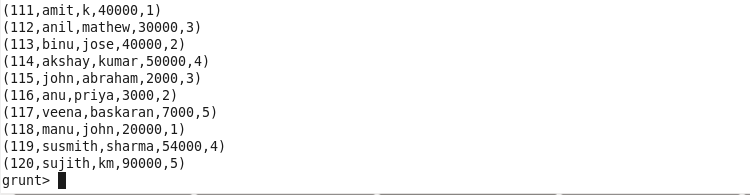 (111,amit,k,40000,1)
(112,anil,mathew,30000,3)
(113,binu,jose,40000,2)
(114,akshay,kumar,50000,4)
(115,john,abraham,2000,3)
(116,anu,priya,3000,2)
(117,veena,baskaran,7000,5)
(118,manu,john,20000,1)
(119,susmith,sharma,54000,4)
(120,sujith,km,90000,5)
grunt>